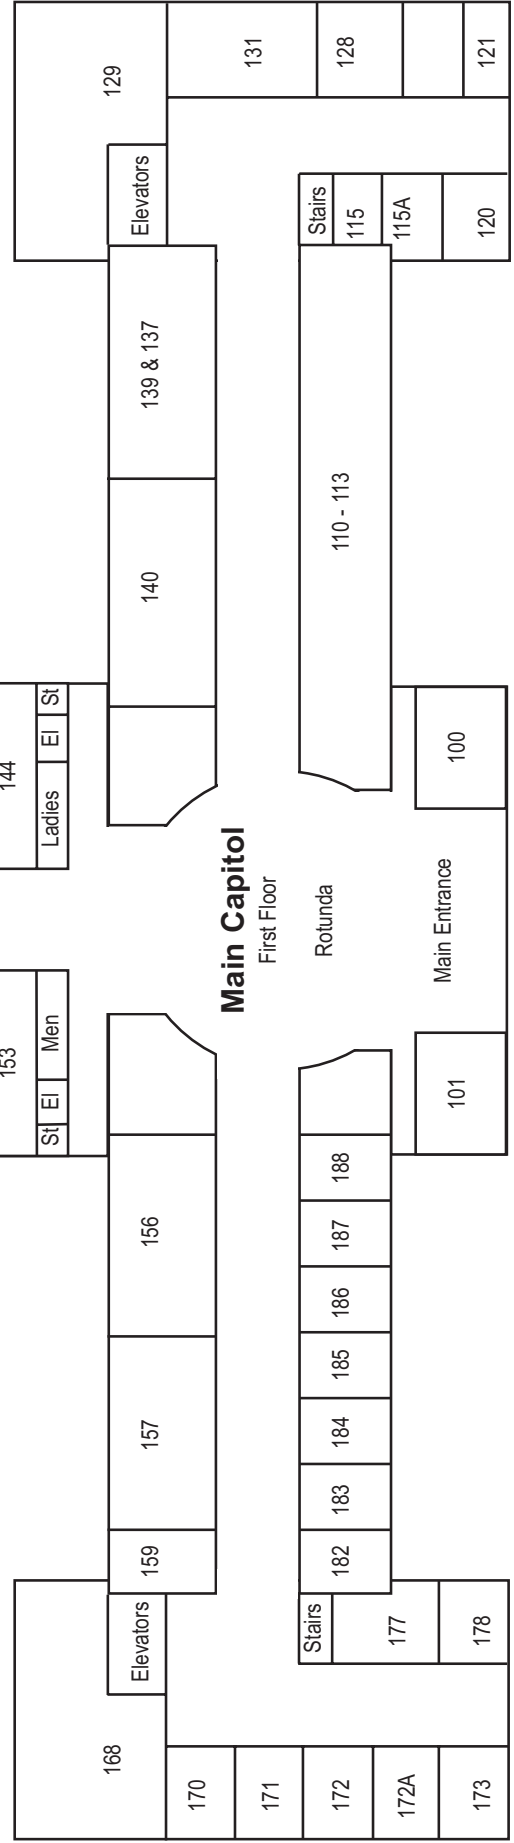 153
144
St
El
Men
Ladies
El
St
168
129
Elevators
Elevators
159
157
156
140
139 & 137
170
Main Capitol
131
First Floor
171
Stairs
Rotunda
Stairs
172
182
183
184
185
186
187
188
110 - 113
128
115
177
115A
172A
Main Entrance
101
100
173
178
120
121